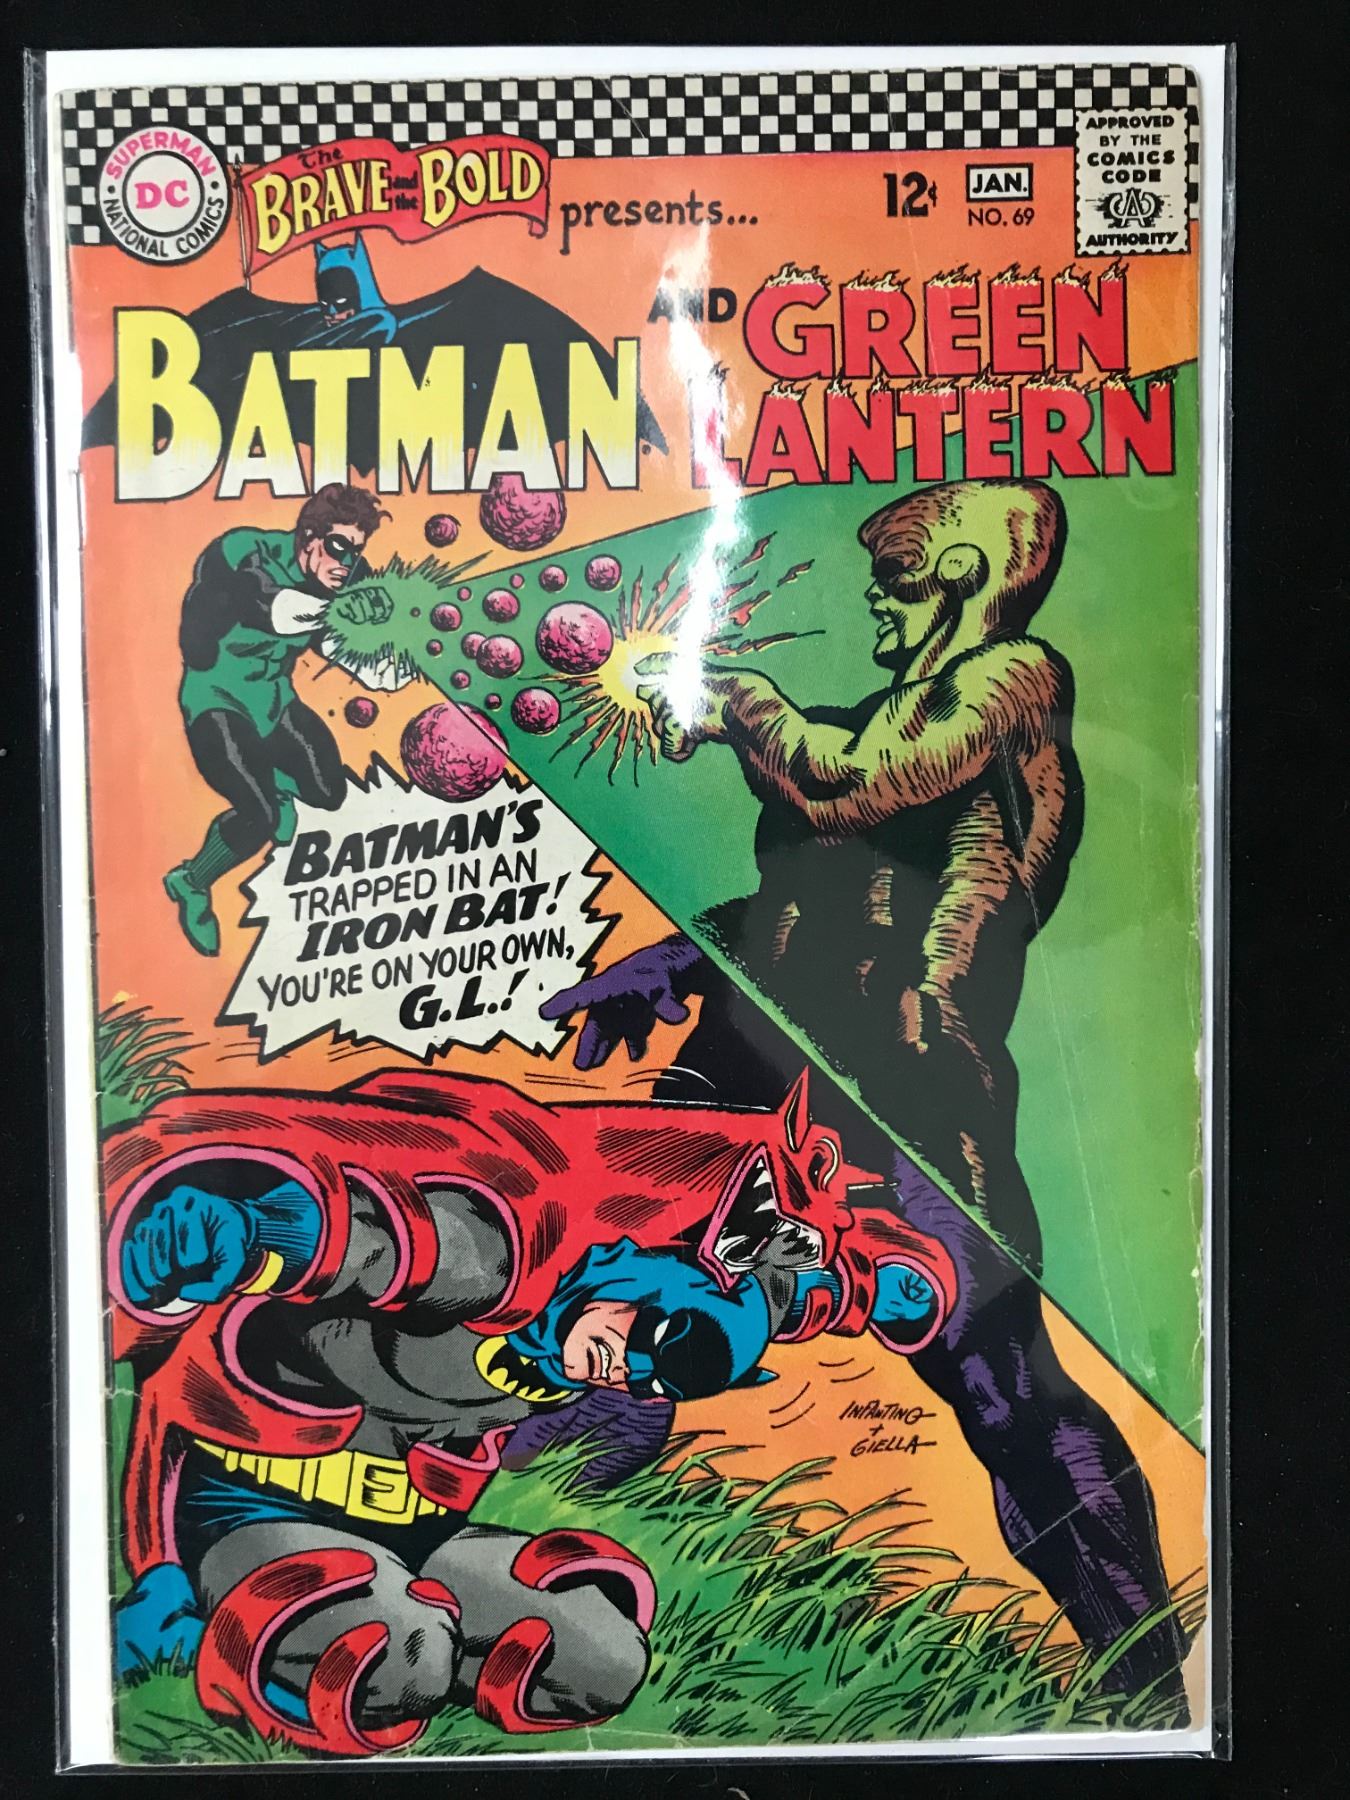 SUPERMAN
DC
NATIONAL COMICS
The
BRAVE and the BOLD
presents...
12¢
JAN.
NO. 69
APPROVED
BY THE
COMICS
CODE
CA
AUTHORITY
BATMAN
AND GREEN
LANTERN
BATMAN'S
TRAPPED IN AN
IRON BAT!
YOU'RE ON YOUR OWN,
G.L.!
INFANTINO
+
GIELLA